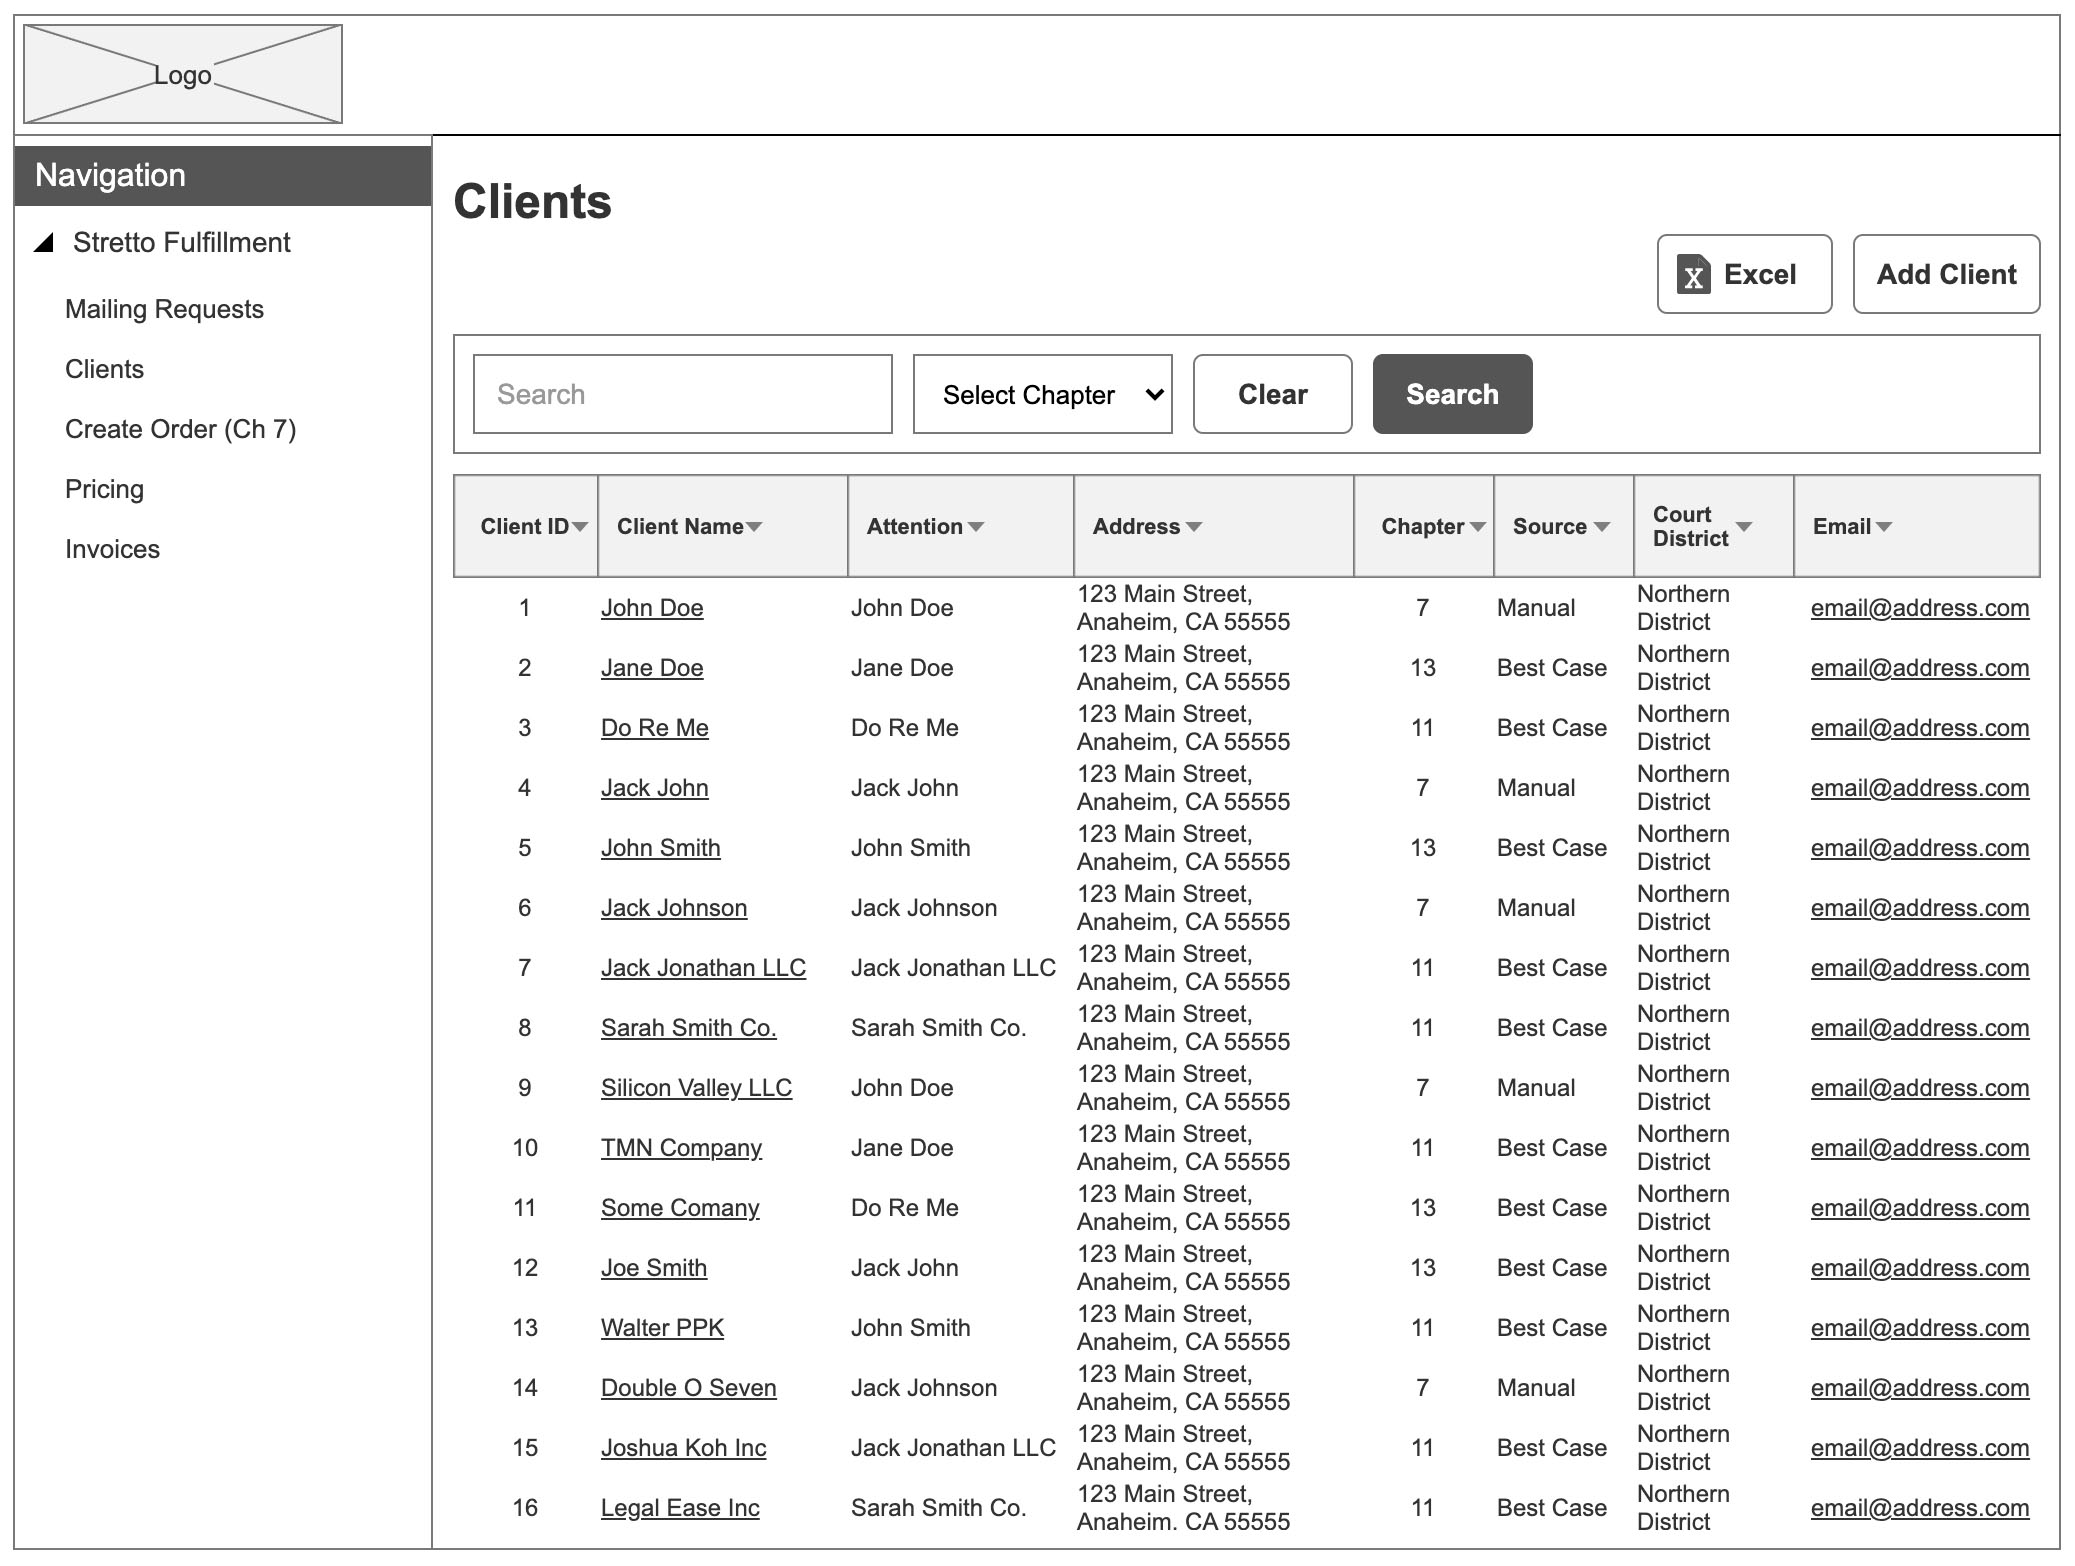 Logo
Navigation
Stretto Fulfillment
Mailing Requests
Clients
Create Order (Ch 7)
Pricing
Invoices
Clients
Excel
Add Client
Search
Select Chapter
Clear
Search
Client ID Client Name Attention Address Chapter Source Court District Email
1 John Doe John Doe 123 Main Street, Anaheim, CA 55555 7 Manual Northern District email@address.com
2 Jane Doe Jane Doe 123 Main Street, Anaheim, CA 55555 13 Best Case Northern District email@address.com
3 Do Re Me Do Re Me 123 Main Street, Anaheim, CA 55555 11 Best Case Northern District email@address.com
4 Jack John Jack John 123 Main Street, Anaheim, CA 55555 7 Manual Northern District email@address.com
5 John Smith John Smith 123 Main Street, Anaheim, CA 55555 13 Best Case Northern District email@address.com
6 Jack Johnson Jack Johnson 123 Main Street, Anaheim, CA 55555 7 Manual Northern District email@address.com
7 Jack Jonathan LLC Jack Jonathan LLC 123 Main Street, Anaheim, CA 55555 11 Best Case Northern District email@address.com
8 Sarah Smith Co. Sarah Smith Co. 123 Main Street, Anaheim, CA 55555 11 Best Case Northern District email@address.com
9 Silicon Valley LLC John Doe 123 Main Street, Anaheim, CA 55555 7 Manual Northern District email@address.com
10 TMN Company Jane Doe 123 Main Street, Anaheim, CA 55555 11 Best Case Northern District email@address.com
11 Some Comany Do Re Me 123 Main Street, Anaheim, CA 55555 13 Best Case Northern District email@address.com
12 Joe Smith Jack John 123 Main Street, Anaheim, CA 55555 13 Best Case Northern District email@address.com
13 Walter PPK John Smith 123 Main Street, Anaheim, CA 55555 11 Best Case Northern District email@address.com
14 Double O Seven Jack Johnson 123 Main Street, Anaheim, CA 55555 7 Manual Northern District email@address.com
15 Joshua Koh Inc Jack Jonathan LLC 123 Main Street, Anaheim, CA 55555 11 Best Case Northern District email@address.com
16 Legal Ease Inc Sarah Smith Co. 123 Main Street, Anaheim, CA 55555 11 Best Case Northern District email@address.com